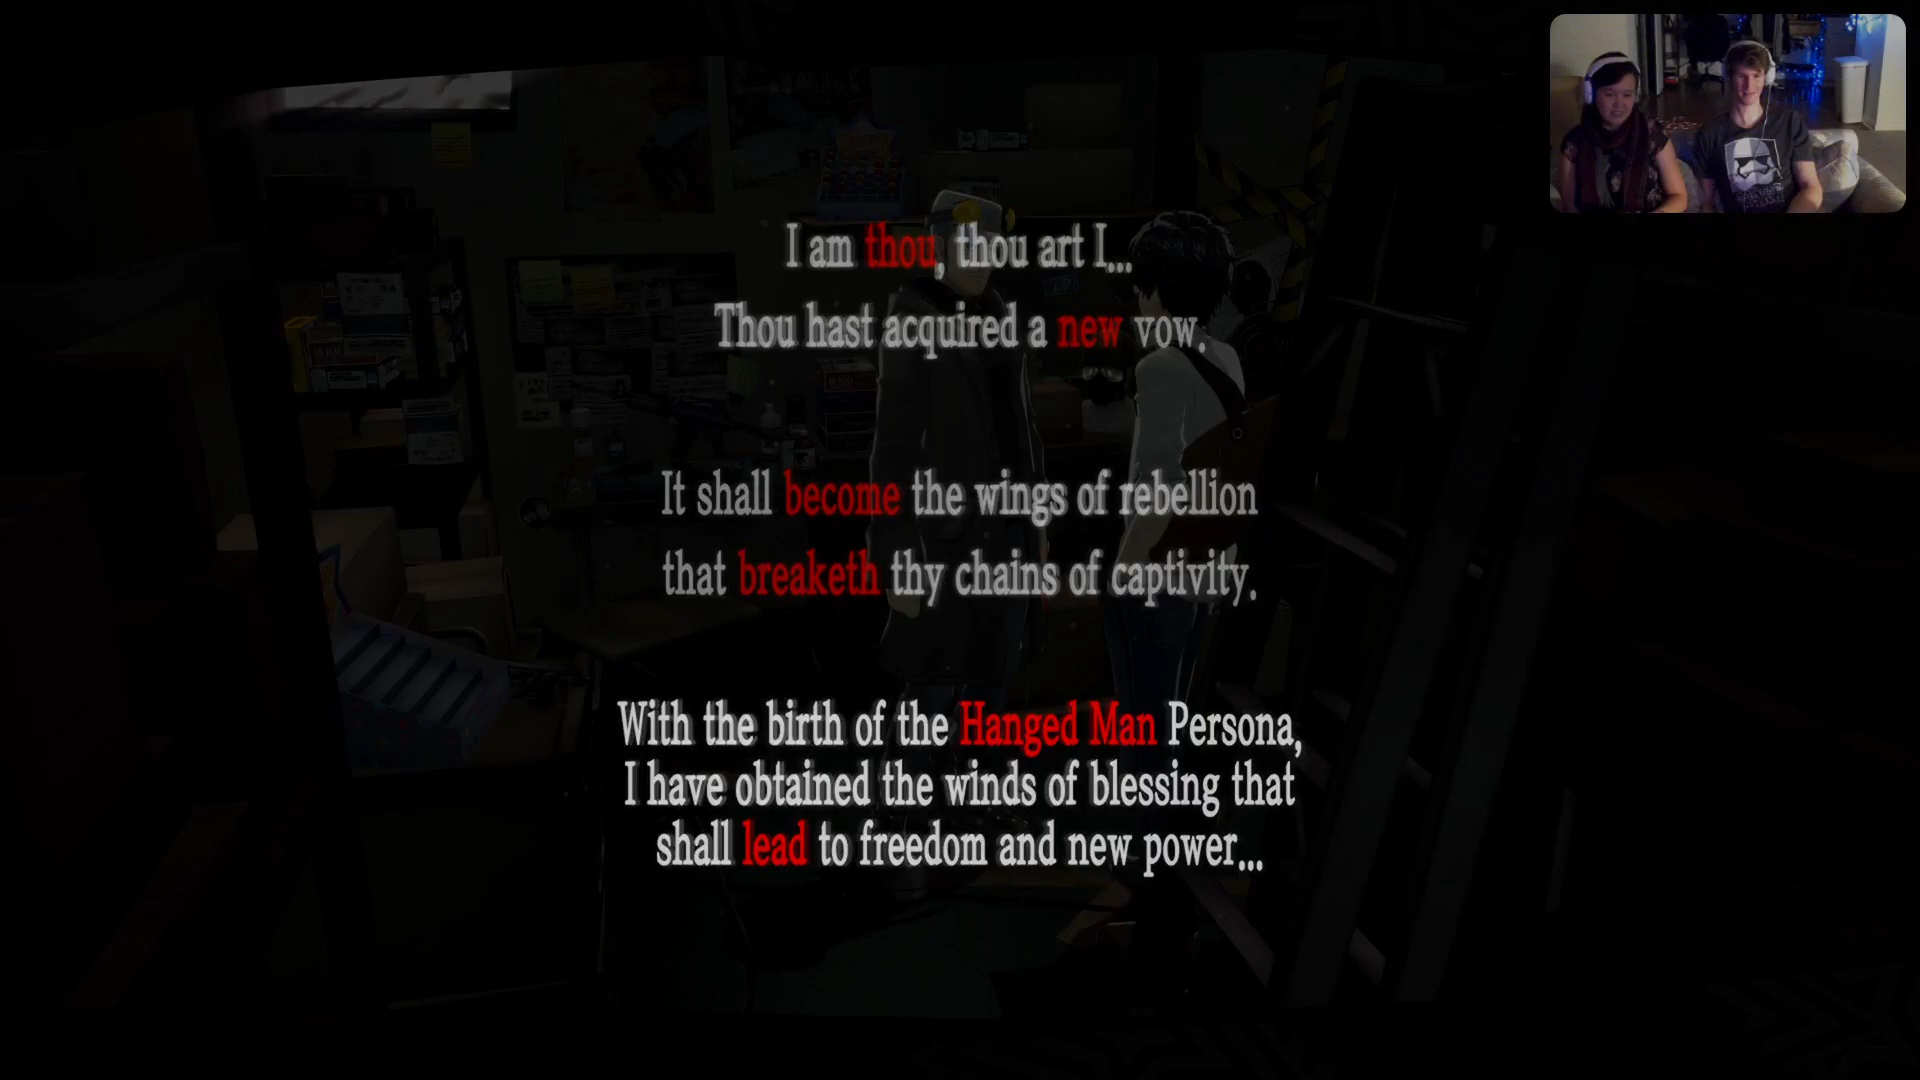 I am thou, thou art I...
Thou hast acquired a new vow.
It shall become the wings of rebellion
that breaketh thy chains of captivity.
With the birth of the Hanged Man Persona,
I have obtained the winds of blessing that
shall lead to freedom and new power...